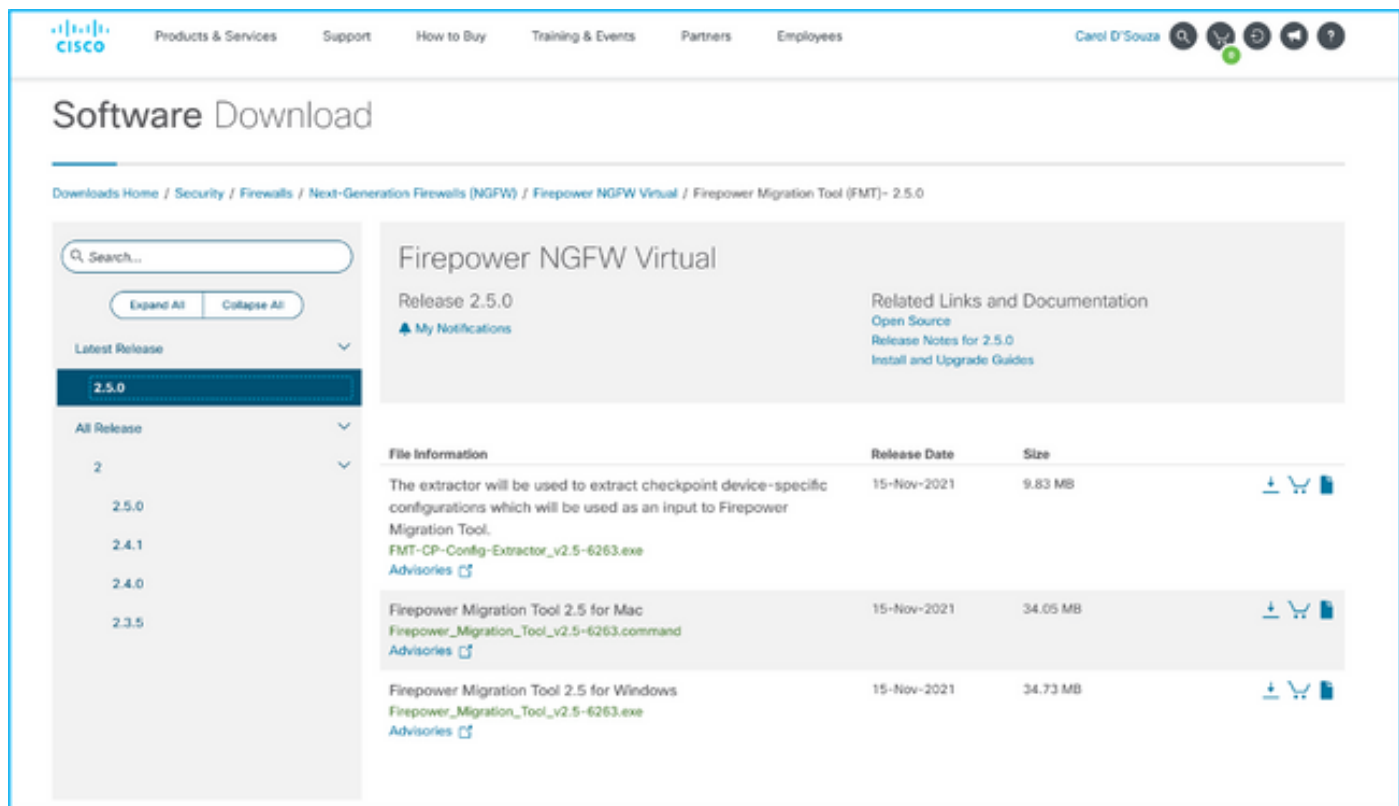 CISCO
Products & Services Support How to Buy Training & Events Partners Employees Carol D'Souza
0
Software Download
Downloads Home / Security / Firewalls / Next-Generation Firewalls (NGFW) / Firepower NGFW Virtual / Firepower Migration Tool (FMT)- 2.5.0
Search...
Expand All Collapse All
Latest Release
2.5.0
All Release
2
2.5.0
2.4.1
2.4.0
2.3.5
Firepower NGFW Virtual
Release 2.5.0
My Notifications
Related Links and Documentation
Open Source
Release Notes for 2.5.0
Install and Upgrade Guides
File Information Release Date Size
The extractor will be used to extract checkpoint device-specific 15-Nov-2021 9.83 MB
configurations which will be used as an input to Firepower
Migration Tool.
FMT-CP-Config-Extractor_v2.5-6263.exe
Advisories
Firepower Migration Tool 2.5 for Mac 15-Nov-2021 34.05 MB
Firepower_Migration_Tool_v2.5-6263.command
Advisories
Firepower Migration Tool 2.5 for Windows 15-Nov-2021 34.73 MB
Firepower_Migration_Tool_v2.5-6263.exe
Advisories